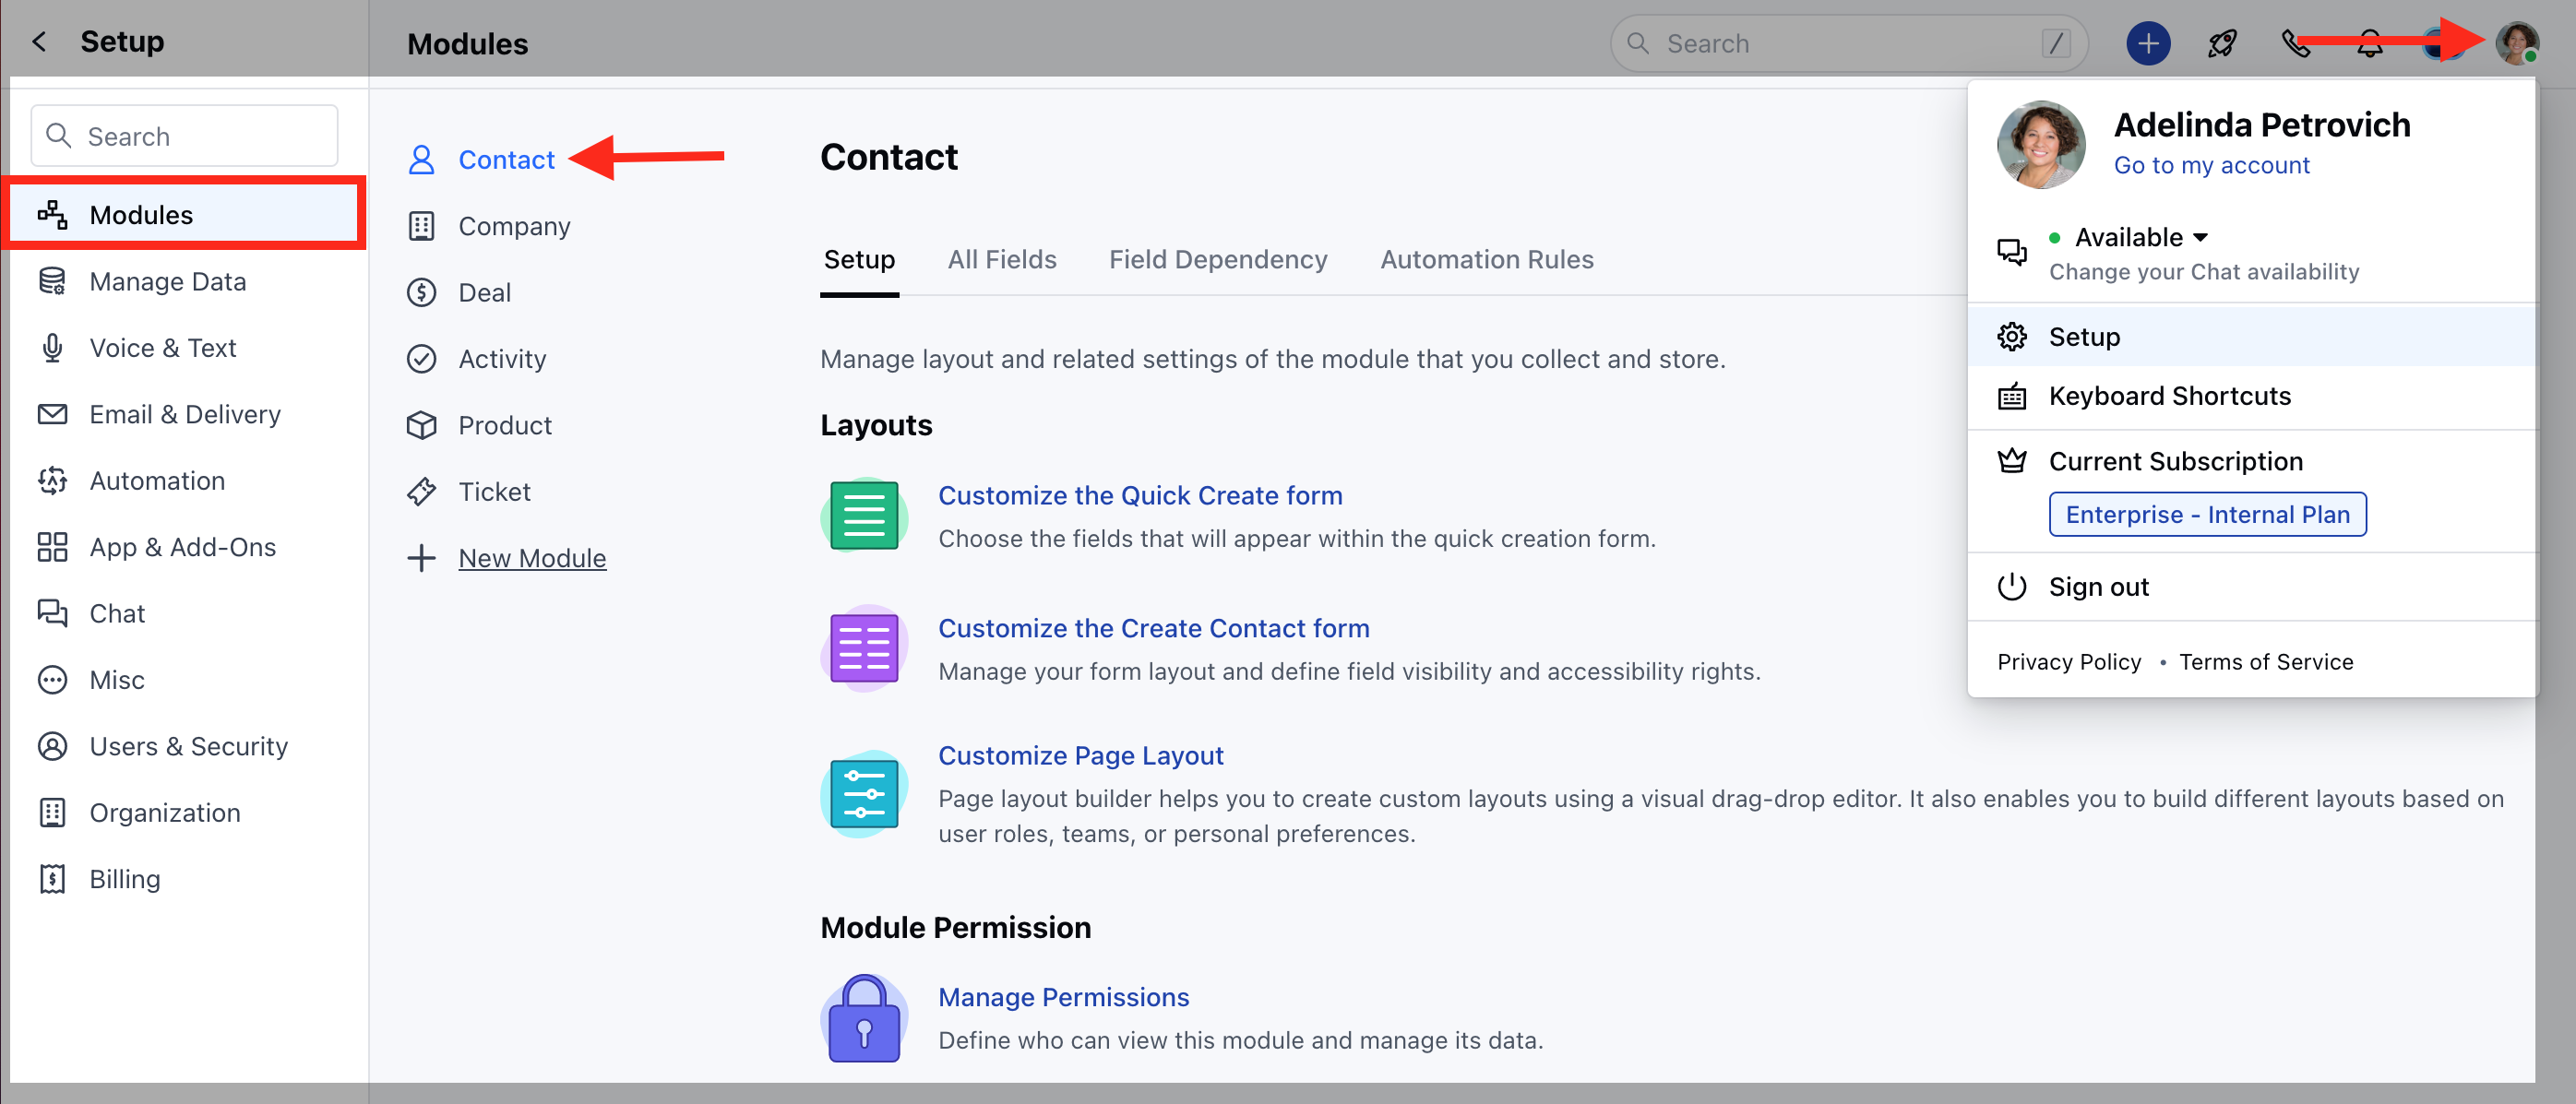 Setup
Modules
Search
/
Search
Modules
Manage Data
Voice & Text
Email & Delivery
Automation
App & Add-Ons
Chat
Misc
Users & Security
Organization
Billing
Contact
Company
Deal
Activity
Product
Ticket
New Module
Contact
Setup
All Fields
Field Dependency
Automation Rules
Manage layout and related settings of the module that you collect and store.
Layouts
Customize the Quick Create form
Choose the fields that will appear within the quick creation form.
Customize the Create Contact form
Manage your form layout and define field visibility and accessibility rights.
Customize Page Layout
Page layout builder helps you to create custom layouts using a visual drag-drop editor. It also enables you to build different layouts based on
user roles, teams, or personal preferences.
Module Permission
Manage Permissions
Define who can view this module and manage its data.
Adelinda Petrovich
Go to my account
Available
Change your Chat availability
Setup
Keyboard Shortcuts
Current Subscription
Enterprise - Internal Plan
Sign out
Privacy Policy • Terms of Service